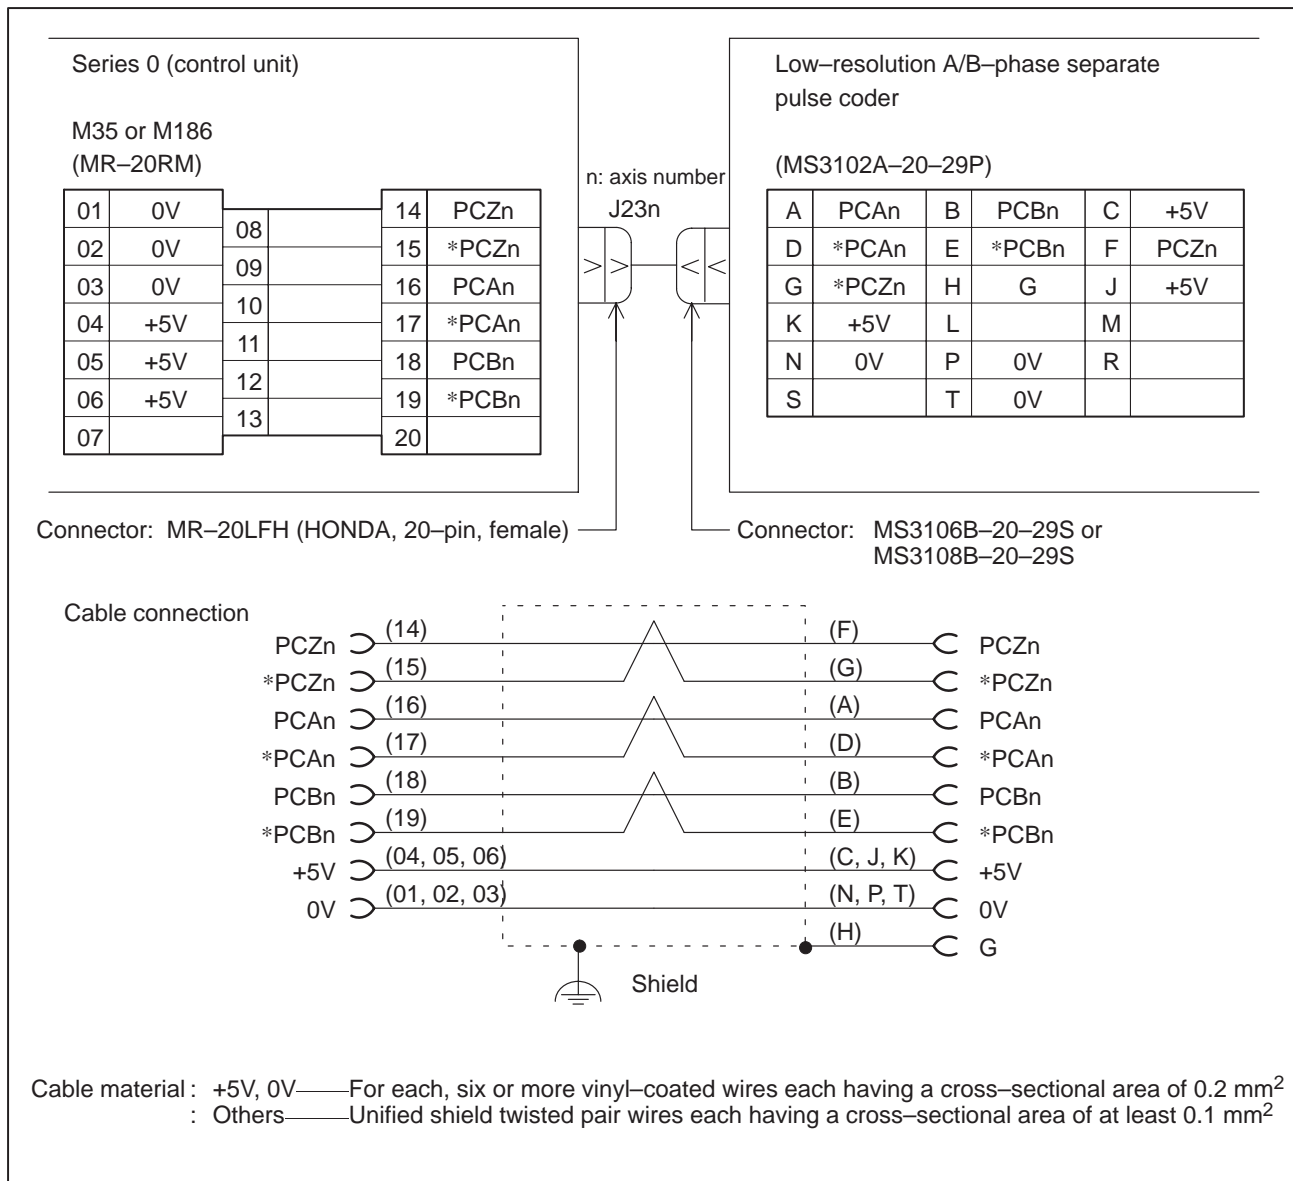 Series 0 (control unit)
M35 or M186
(MR–20RM)
01 0V
02 0V
03 0V
04 +5V
05 +5V
06 +5V
07
08
09
10
11
12
13
14 PCZn
15 *PCZn
16 PCAn
17 *PCAn
18 PCBn
19 *PCBn
20
n: axis number
J23n
Low–resolution A/B–phase separate
pulse coder
(MS3102A–20–29P)
A PCAn B PCBn C +5V
D *PCAn E *PCBn F PCZn
G *PCZn H G J +5V
K +5V L M
N 0V P 0V R
S T 0V
Connector: MR–20LFH (HONDA, 20–pin, female)
Connector: MS3106B–20–29S or
MS3108B–20–29S
Cable connection
PCZn (14) (F) PCZn
*PCZn (15) (G) *PCZn
PCAn (16) (A) PCAn
*PCAn (17) (D) *PCAn
PCBn (18) (B) PCBn
*PCBn (19) (E) *PCBn
+5V (04, 05, 06) (C, J, K) +5V
0V (01, 02, 03) (N, P, T) 0V
(H) G
Shield
Cable material : +5V, 0V For each, six or more vinyl–coated wires each having a cross–sectional area of 0.2 mm²
: Others Unified shield twisted pair wires each having a cross–sectional area of at least 0.1 mm²